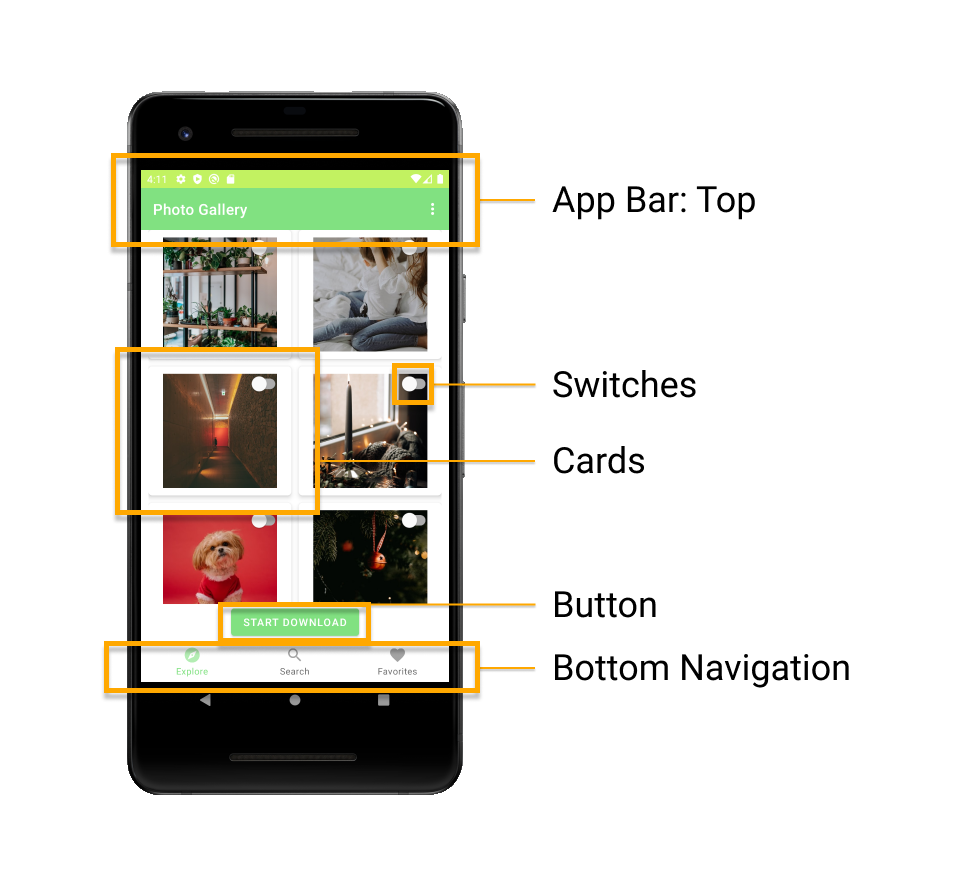 4:11
Photo Gallery
App Bar: Top
Switches
Cards
Button
START DOWNLOAD
Bottom Navigation
Explore
Search
Favorites